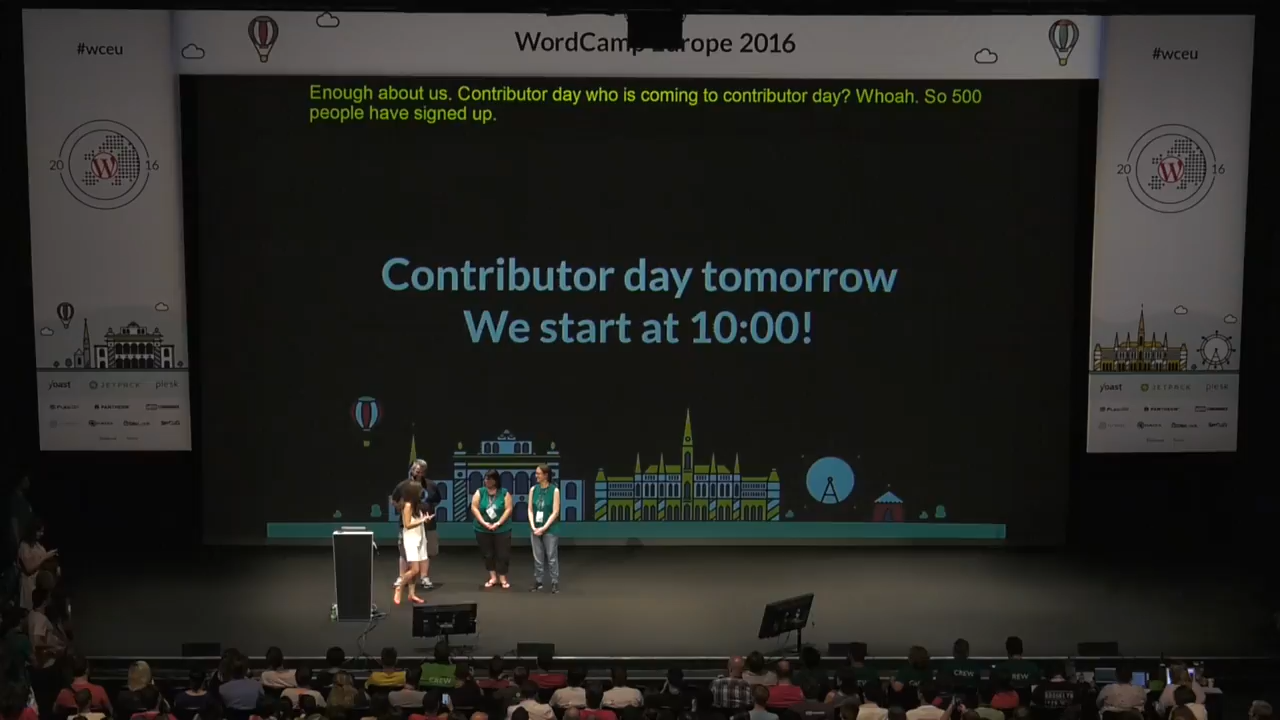 #wceu
WordCamp Europe 2016
#wceu
Enough about us. Contributor day who is coming to contributor day? Whoah. So 500
people have signed up.
20 W 16
20 W 16
Contributor day tomorrow
We start at 10:00!
yoast JETPACK plesk
yoast JETPACK plesk
PANTHEON
PANTHEON
CREW
CREW